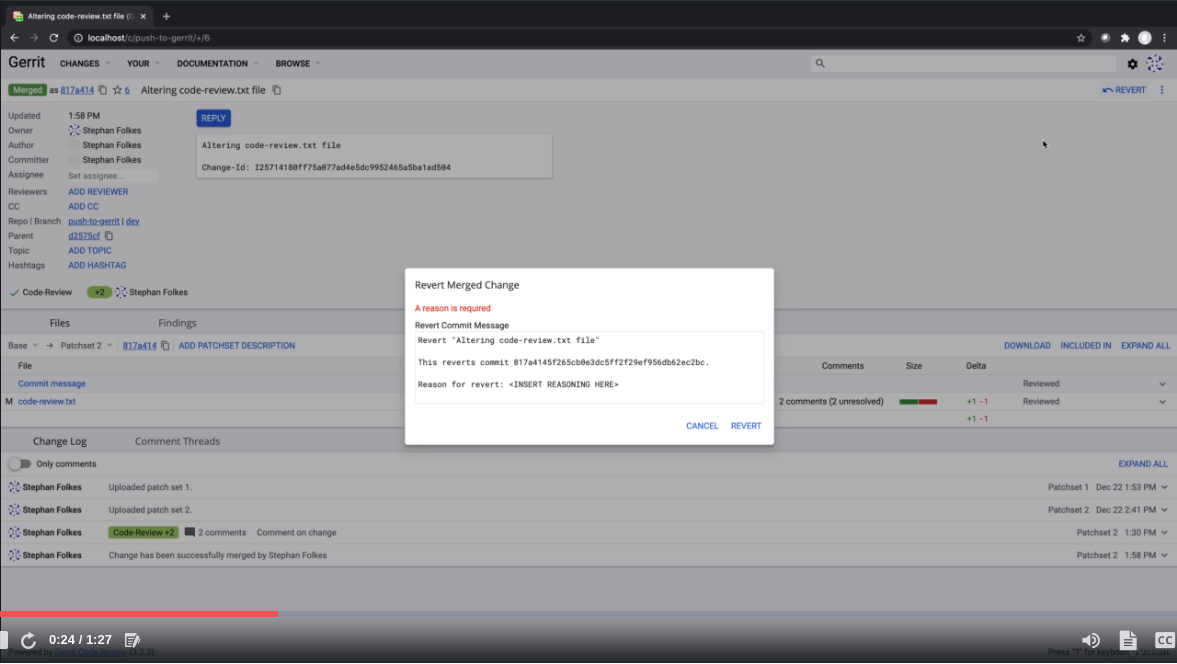 Altering code-review.txt file (
localhost/c/push-to-gerrit/+/6
Gerrit CHANGES YOUR DOCUMENTATION BROWSE
Merged as 817a414 6 Altering code-review.txt file REVERT
Updated 1:58 PM
Owner Stephan Folkes
Author Stephan Folkes
Committer Stephan Folkes
Assignee Set assignee...
Reviewers ADD REVIEWER
CC ADD CC
Repo | Branch push-to-gerrit | dev
Parent d2575cf
Topic ADD TOPIC
Hashtags ADD HASHTAG
Code-Review +2 Stephan Folkes
REPLY
Altering code-review.txt file
Change-Id: I25714180ff75a077ad4e5dc9952465a5ba1ad504
Revert Merged Change
A reason is required
Revert Commit Message
Revert "Altering code-review.txt file"
This reverts commit 817a4145f265cb0e3dc5ff2f29ef956db62ec2bc.
Reason for revert: <INSERT REASONING HERE>
CANCEL REVERT
Files Findings
Base → Patchset 2 817a414 ADD PATCHSET DESCRIPTION DOWNLOAD INCLUDED IN EXPAND ALL
File Comments Size Delta
Commit message Reviewed
M code-review.txt 2 comments (2 unresolved) +1 -1 Reviewed
+1 -1
Change Log Comment Threads
Only comments EXPAND ALL
Stephan Folkes Uploaded patch set 1. Patchset 1 Dec 22 1:53 PM
Stephan Folkes Uploaded patch set 2. Patchset 2 Dec 22 2:41 PM
Stephan Folkes Code-Review +2 2 comments Comment on change Patchset 2 1:30 PM
Stephan Folkes Change has been successfully merged by Stephan Folkes Patchset 2 1:58 PM
0:24 / 1:27 CC
Powered by Gerrit Code Review (3.2.3) Press "?" for keyboard shortcuts